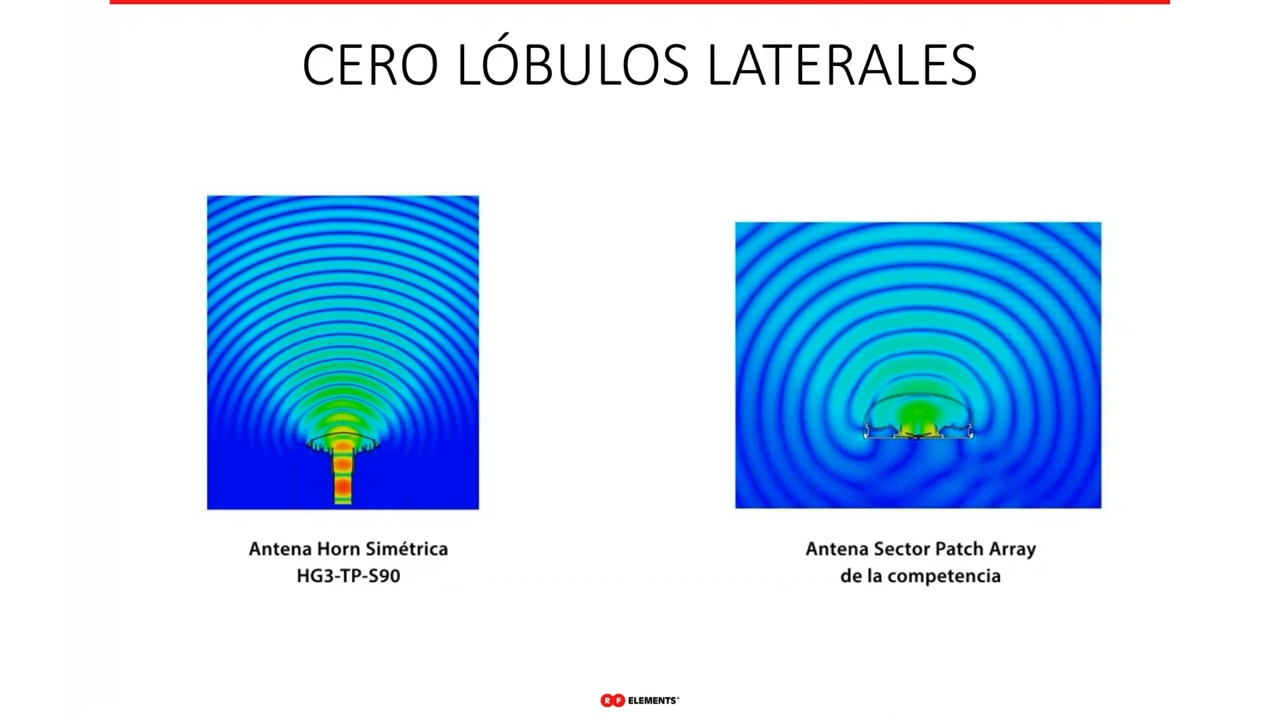 CERO LÓBULOS LATERALES
Antena Horn Simétrica
HG3-TP-S90
Antena Sector Patch Array
de la competencia
RF ELEMENTS®